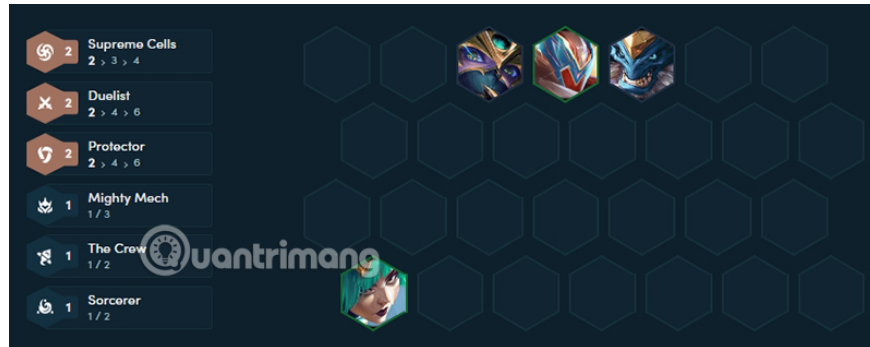 2 Supreme Cells
2 > 3 > 4
2 Duelist
2 > 4 > 6
2 Protector
2 > 4 > 6
1 Mighty Mech
1 / 3
1 The Crew
1 / 2
Quantrimang
1 Sorcerer
1 / 2